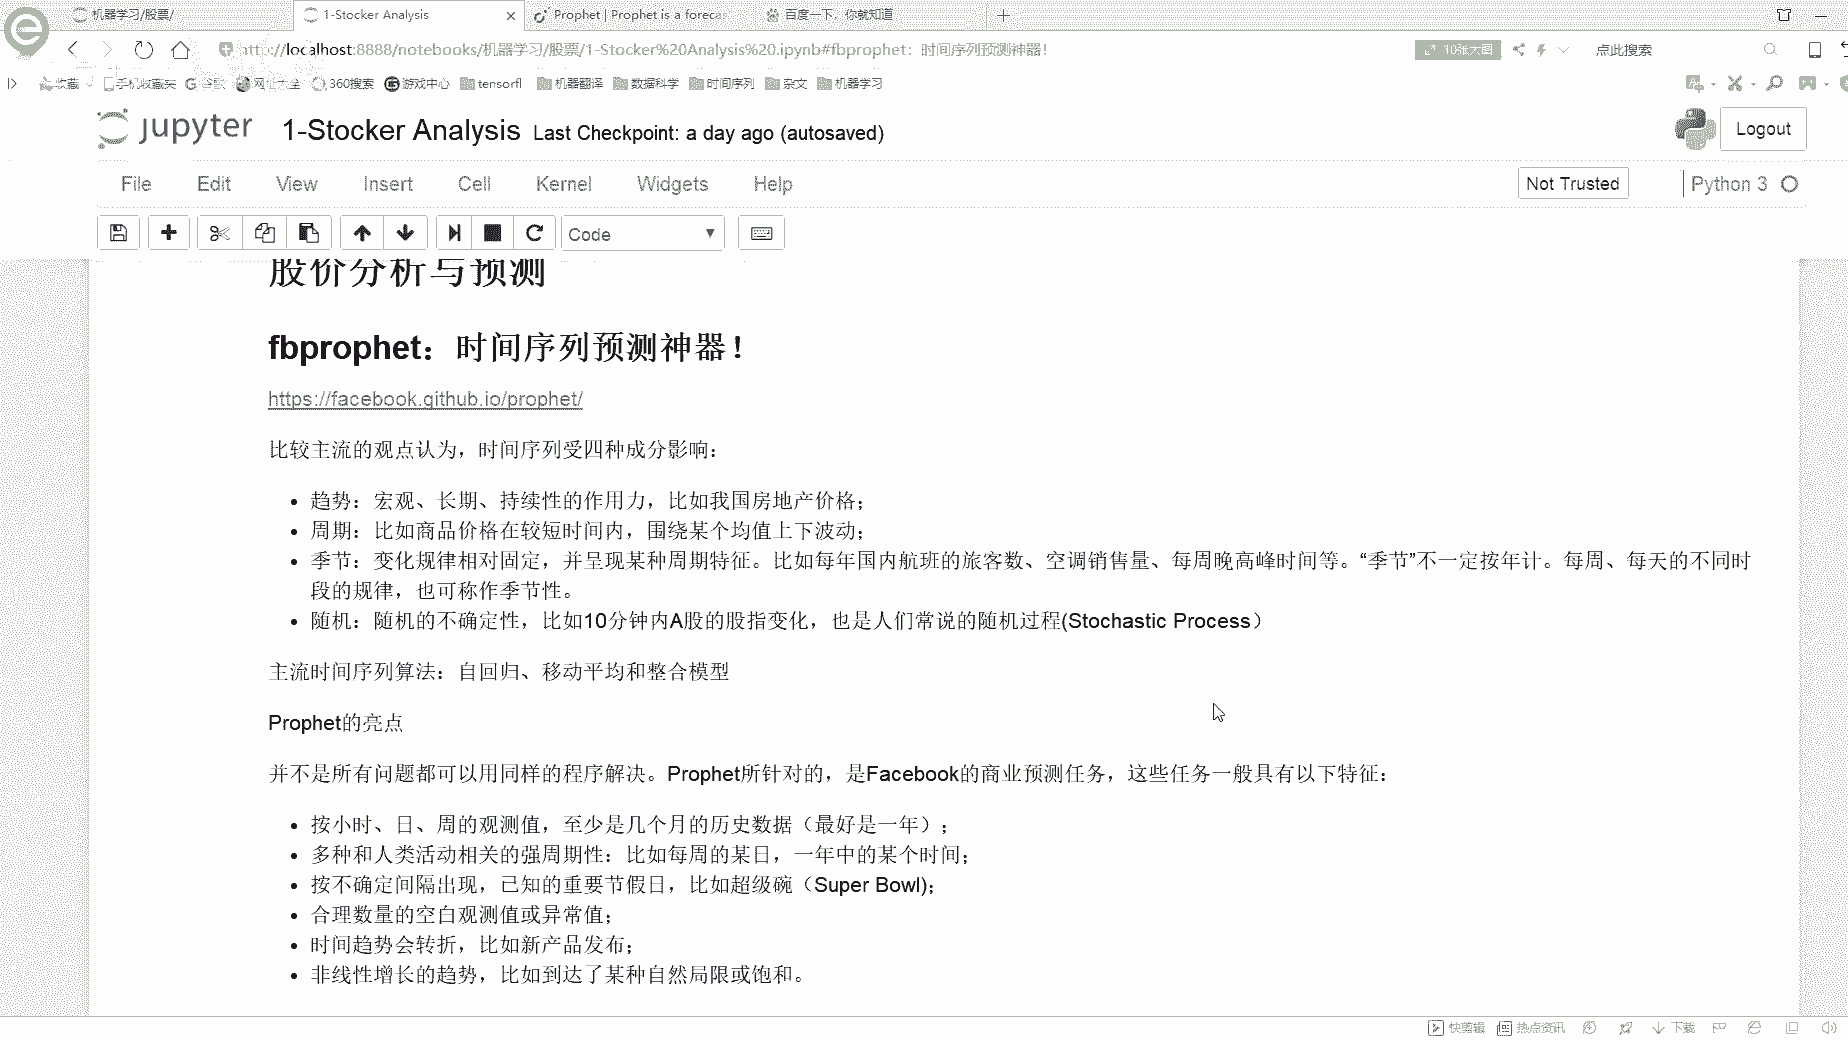 机器学习/股票/
1-Stocker Analysis
Prophet | Prophet is a forecas
百度一下，你就知道
http://localhost:8888/notebooks/机器学习/股票/1-Stocker%20Analysis%20.ipynb#fbprophet：时间序列预测神器！
10张大图
点此搜索
收藏
手机收藏夹
360搜索
游戏中心
tensorfl
机器翻译
数据科学
时间序列
杂文
机器学习
jupyter
1-Stocker Analysis
Last Checkpoint: a day ago (autosaved)
Logout
File
Edit
View
Insert
Cell
Kernel
Widgets
Help
Not Trusted
Python 3
Code
股价分析与预测
fbprophet：时间序列预测神器！
https://facebook.github.io/prophet/
比较主流的观点认为，时间序列受四种成分影响：
• 趋势：宏观、长期、持续性的作用力，比如我国房地产价格；
• 周期：比如商品价格在较短时间内，围绕某个均值上下波动；
• 季节：变化规律相对固定，并呈现某种周期特征。比如每年国内航班的旅客数、空调销售量、每周晚高峰时间等。“季节”不一定按年计。每周、每天的不同时
段的规律，也可称作季节性。
• 随机：随机的不确定性，比如10分钟内A股的股指变化，也是人们常说的随机过程(Stochastic Process）
主流时间序列算法：自回归、移动平均和整合模型
Prophet的亮点
并不是所有问题都可以用同样的程序解决。Prophet所针对的，是Facebook的商业预测任务，这些任务一般具有以下特征：
• 按小时、日、周的观测值，至少是几个月的历史数据（最好是一年）；
• 多种和人类活动相关的强周期性：比如每周的某日，一年中的某个时间；
• 按不确定间隔出现，已知的重要节假日，比如超级碗（Super Bowl)；
• 合理数量的空白观测值或异常值；
• 时间趋势会转折，比如新产品发布；
• 非线性增长的趋势，比如到达了某种自然局限或饱和。
快剪辑
热点资讯
下载